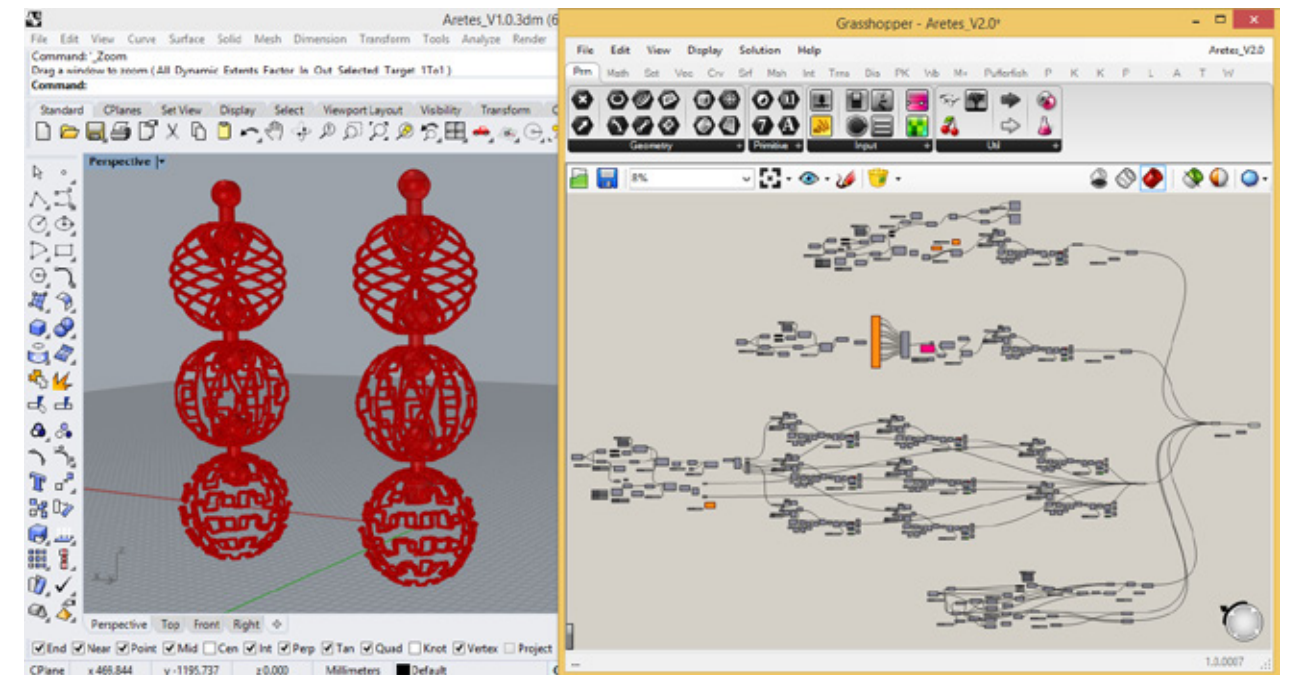 Aretes_V1.0.3dm (6
File Edit View Curve Surface Solid Mesh Dimension Transform Tools Analyze Render
Command: '_Zoom
Drag a window to zoom ( All Dynamic Extents Factor In Out Selected Target 1To1 )
Command:
Standard CPlanes Set View Display Select Viewport Layout Visibility Transform C
Perspective
Perspective Top Front Right
End Near Point Mid Cen Int Perp Tan Quad Knot Vertex Project
CPlane x 466.844 y -1195.737 z 0.000 Millimeters Default
Grasshopper - Aretes_V2.0*
File Edit View Display Solution Help Aretes_V2.0
Prm Math Set Vec Crv Srf Msh Int Trns Dis PK Wb M+ Pufferfish P K K P L A T W
Geometry Primitive Input Util
8%
1.0.0007